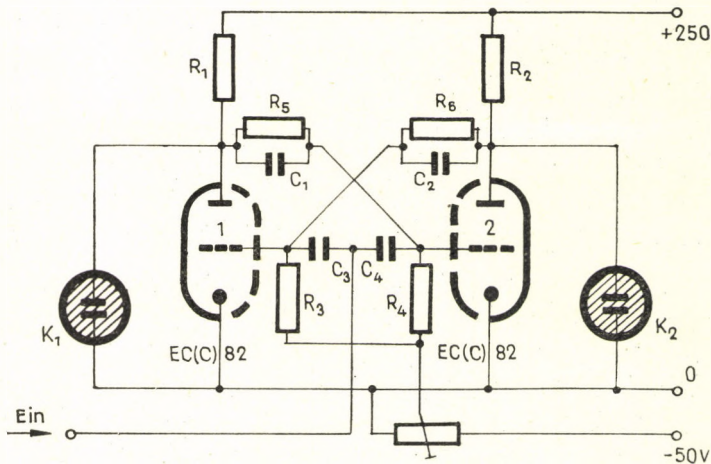 +250
R1
R2
R5
R6
C1
C2
1
2
C3
C4
R3
R4
K1
K2
EC(C) 82
EC(C) 82
0
Ein
-50V